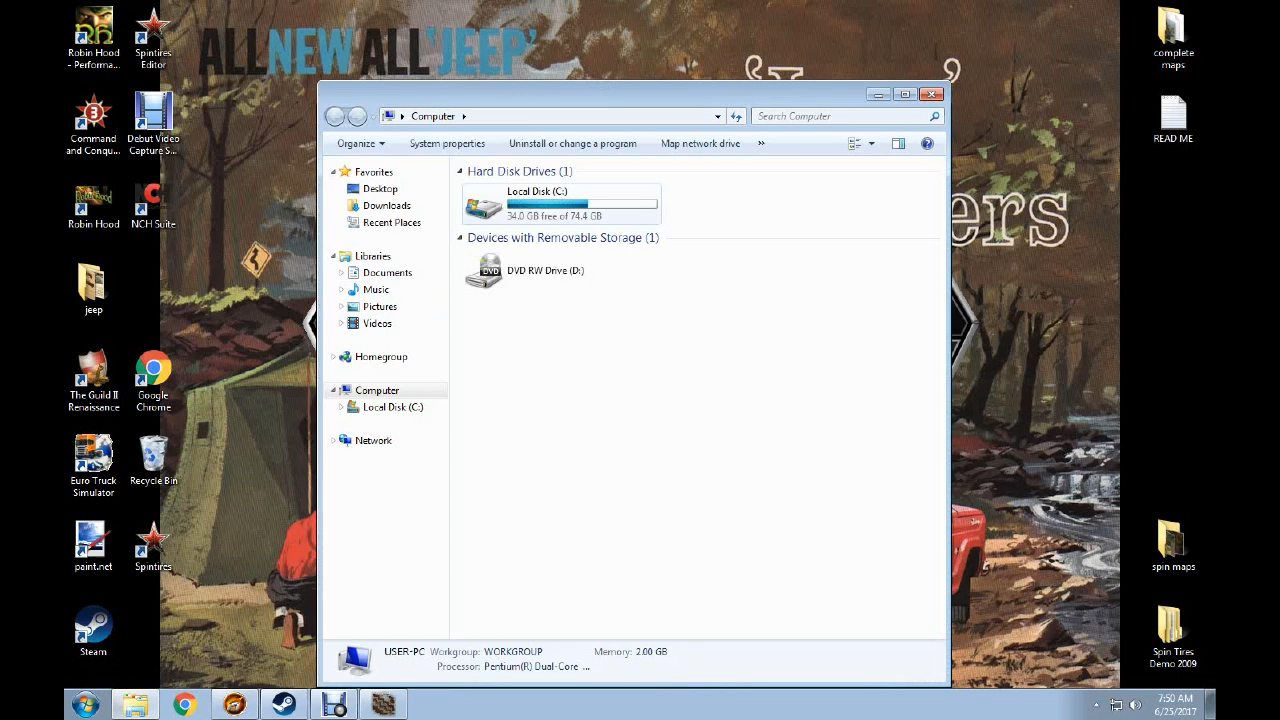 Robin Hood
- Performa...
Spintires
Editor
Command
and Conqu...
Debut Video
Capture S...
Robin Hood
NCH Suite
jeep
The Guild II
Renaissance
Google
Chrome
Euro Truck
Simulator
Recycle Bin
paint.net
Spintires
Steam
ALL NEW ALL 'JEEP'
Computer
Search Computer
Organize
System properties
Uninstall or change a program
Map network drive
»
Favorites
Desktop
Downloads
Recent Places
Libraries
Documents
Music
Pictures
Videos
Homegroup
Computer
Local Disk (C:)
Network
Hard Disk Drives (1)
Local Disk (C:)
34.0 GB free of 74.4 GB
Devices with Removable Storage (1)
DVD
DVD RW Drive (D:)
USER-PC Workgroup: WORKGROUP Memory: 2.00 GB
Processor: Pentium(R) Dual-Core ...
complete
maps
READ ME
ers
spin maps
Spin Tires
Demo 2009
7:50 AM
6/25/2017